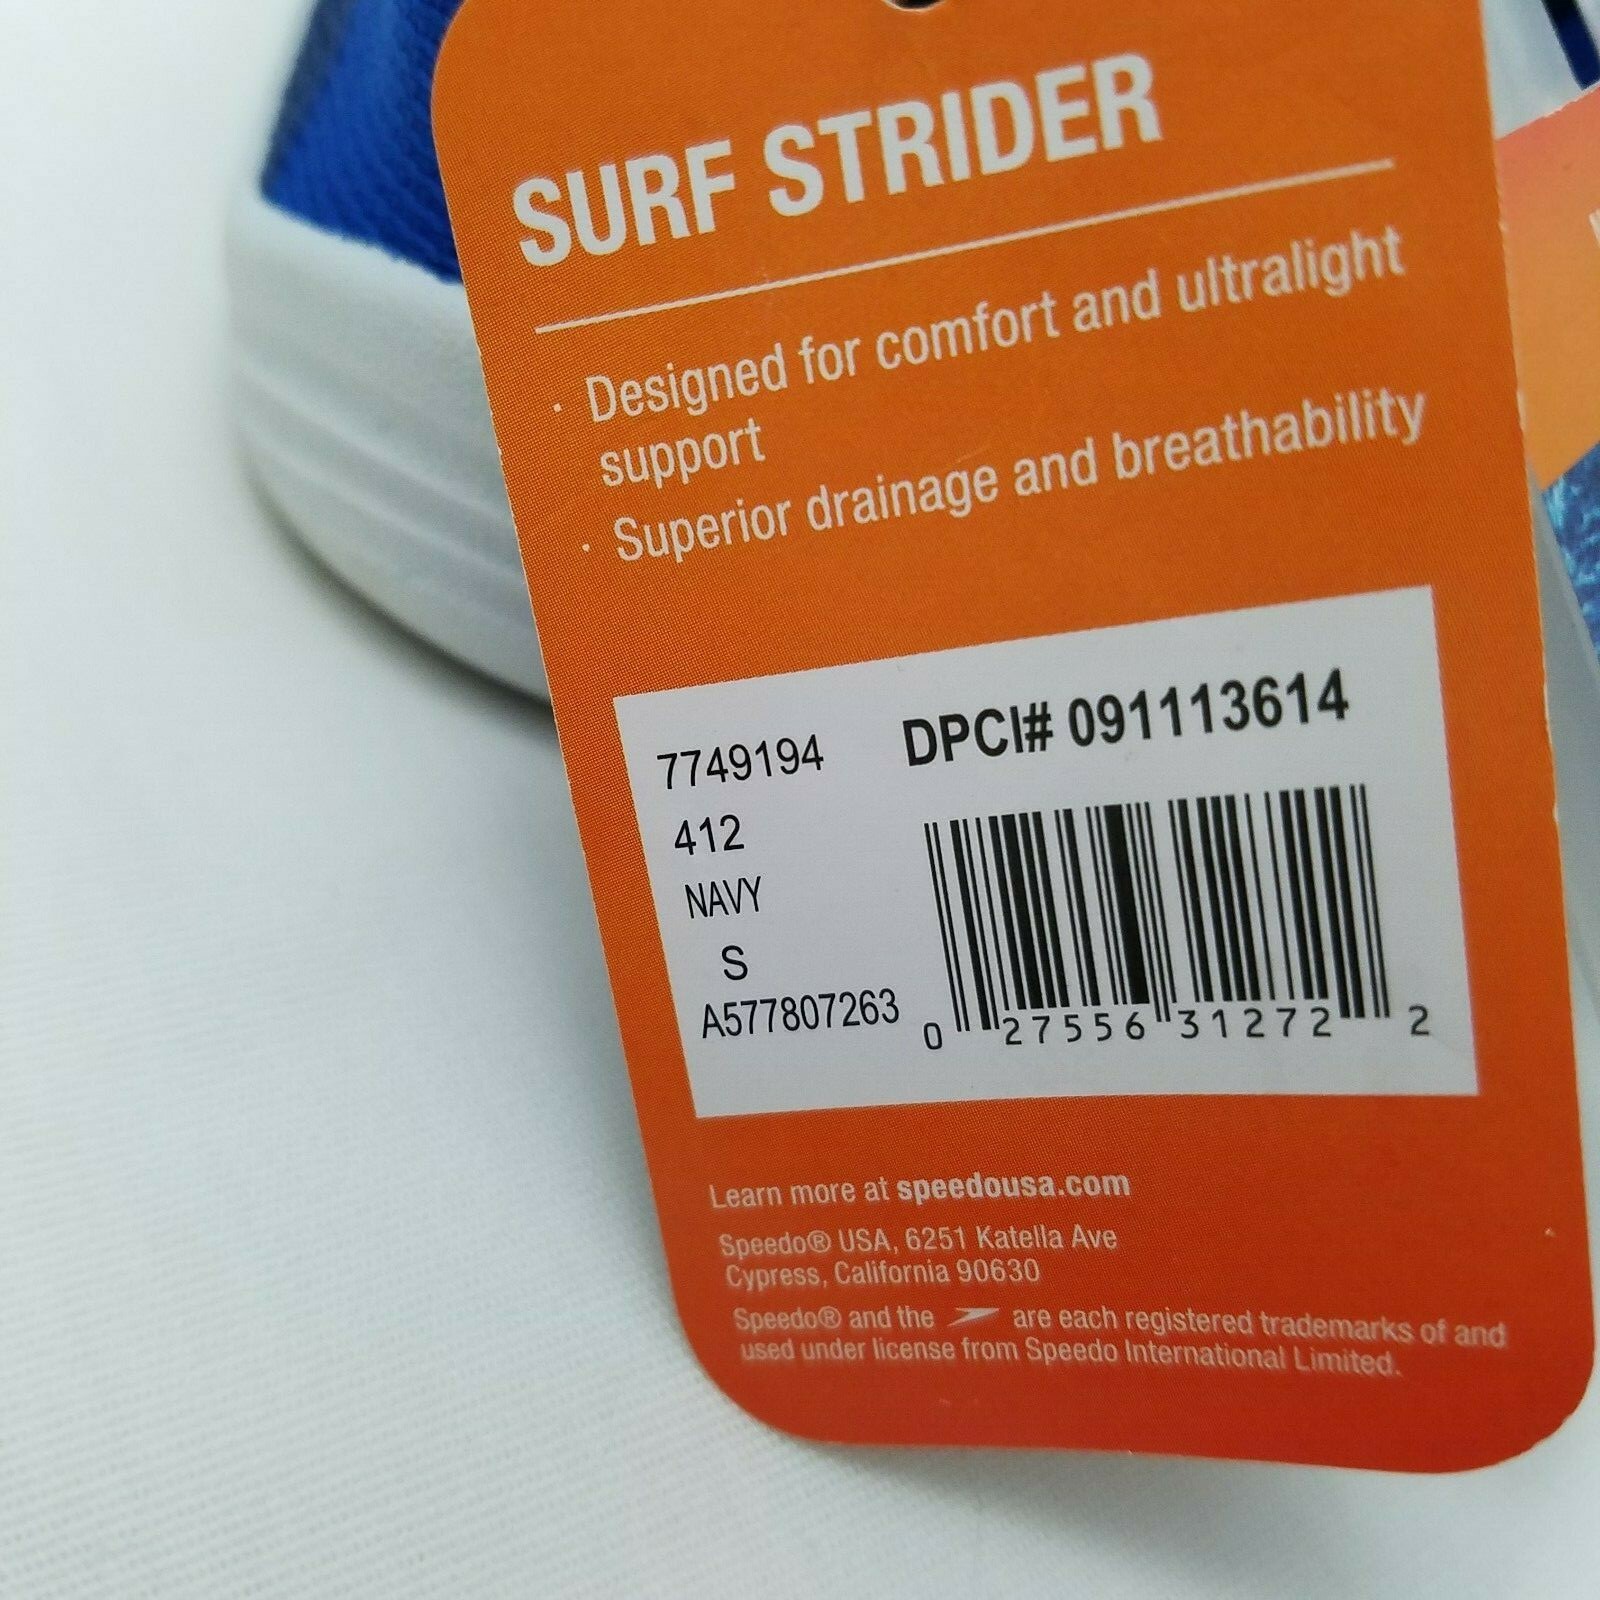 SURF STRIDER
· Designed for comfort and ultralight
support
· Superior drainage and breathability
7749194 DPCI# 091113614
412
NAVY
S
A577807263
0 27556 31272 2
Learn more at speedousa.com
Speedo® USA, 6251 Katella Ave
Cypress, California 90630
Speedo® and the are each registered trademarks of and
used under license from Speedo International Limited.